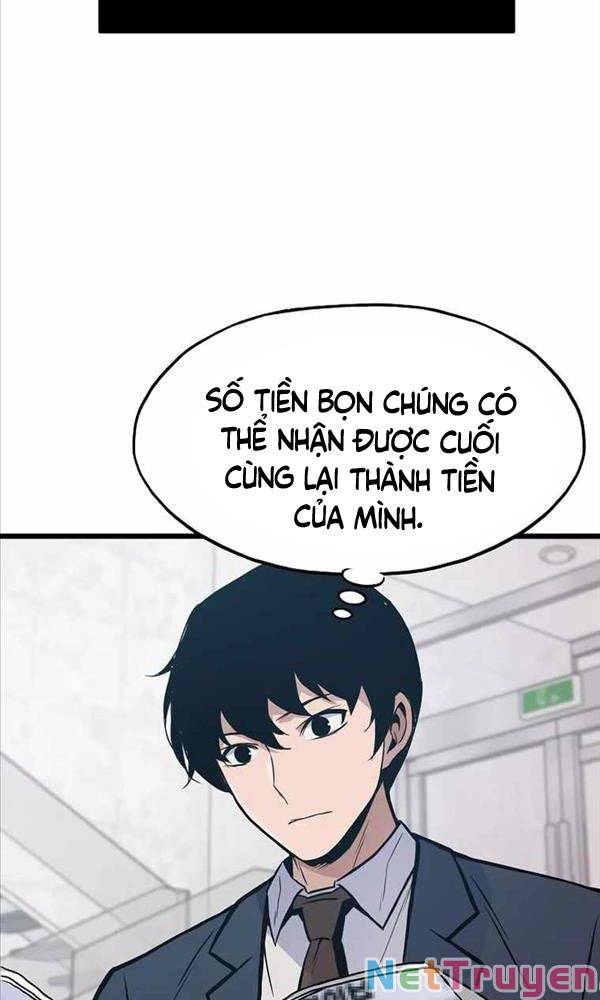 SỐ TIỀN BỌN CHÚNG CÓ
THỂ NHẬN ĐƯỢC CUỐI
CÙNG LẠI THÀNH TIỀN
CỦA MÌNH.
NetTruyen